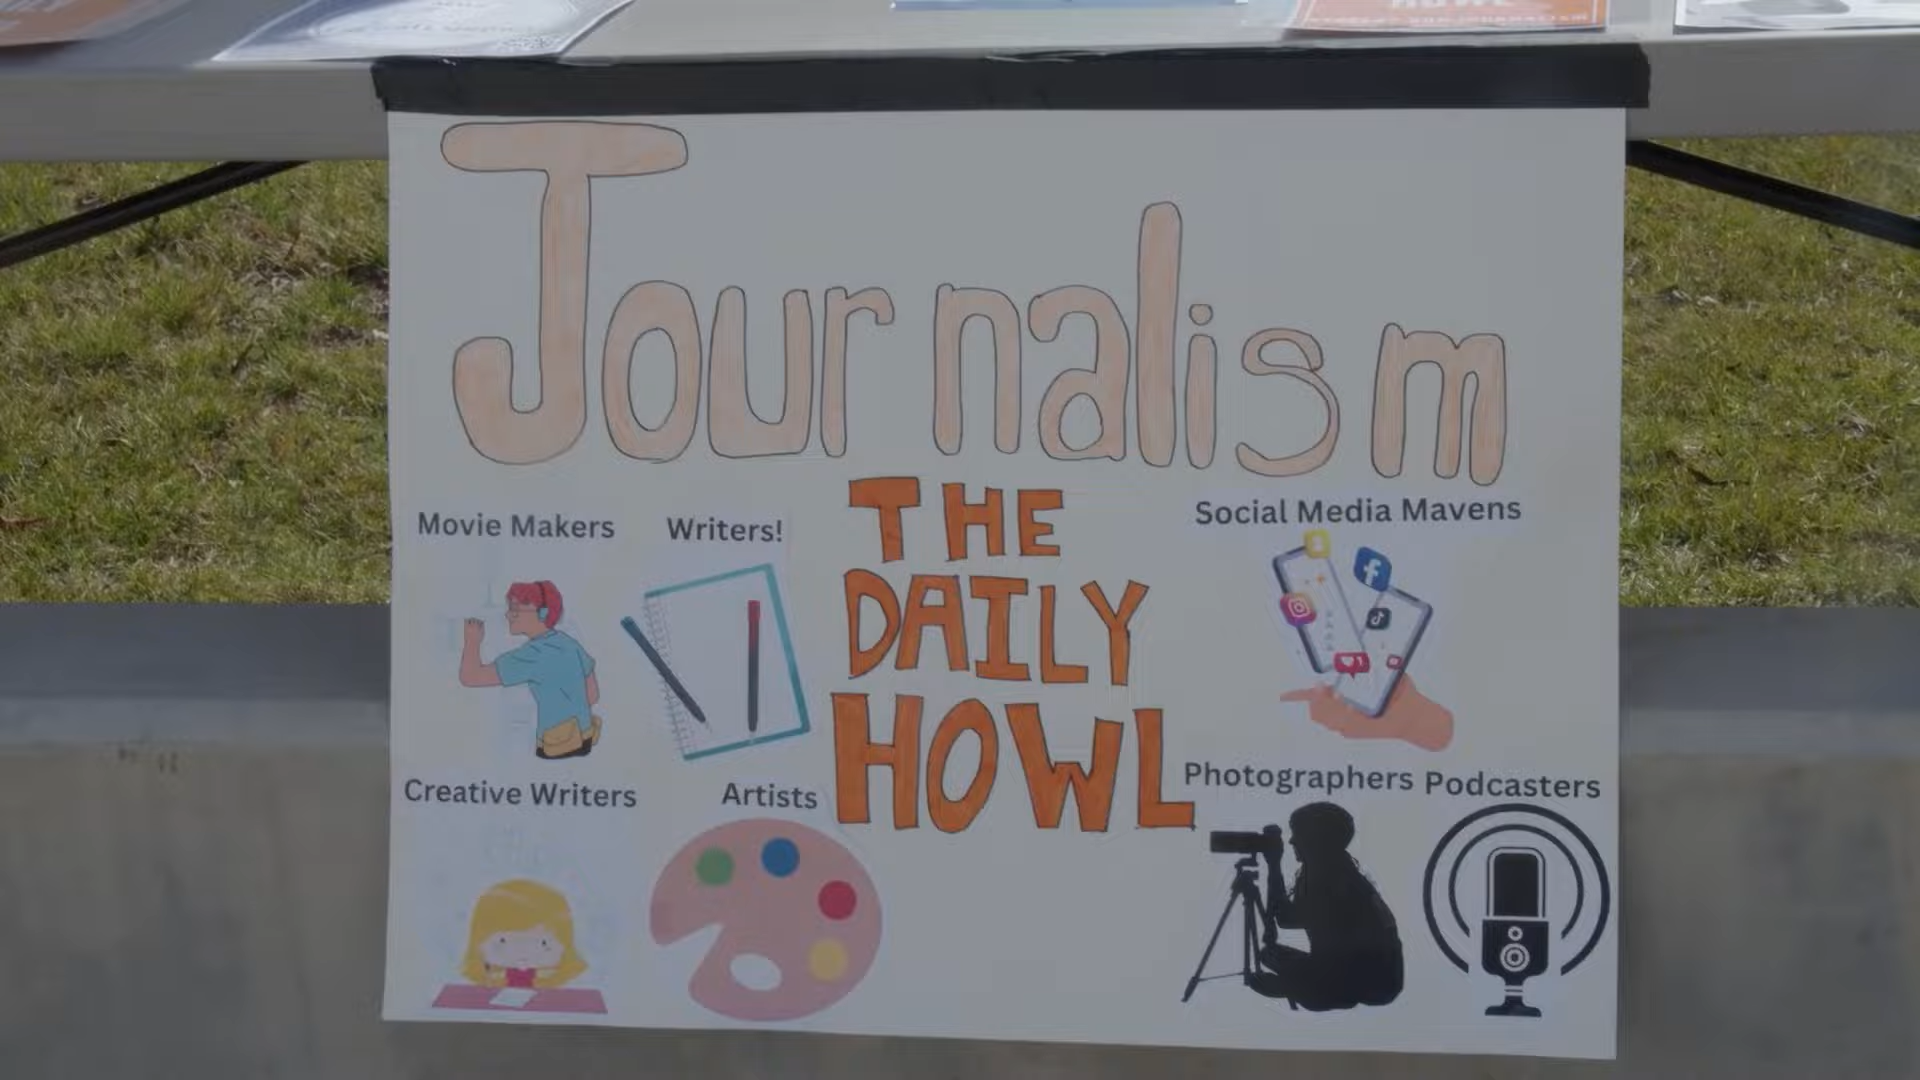 Journalism
THE
DAILY
HOWL
Movie Makers
Writers!
Social Media Mavens
Creative Writers
Artists
Photographers
Podcasters